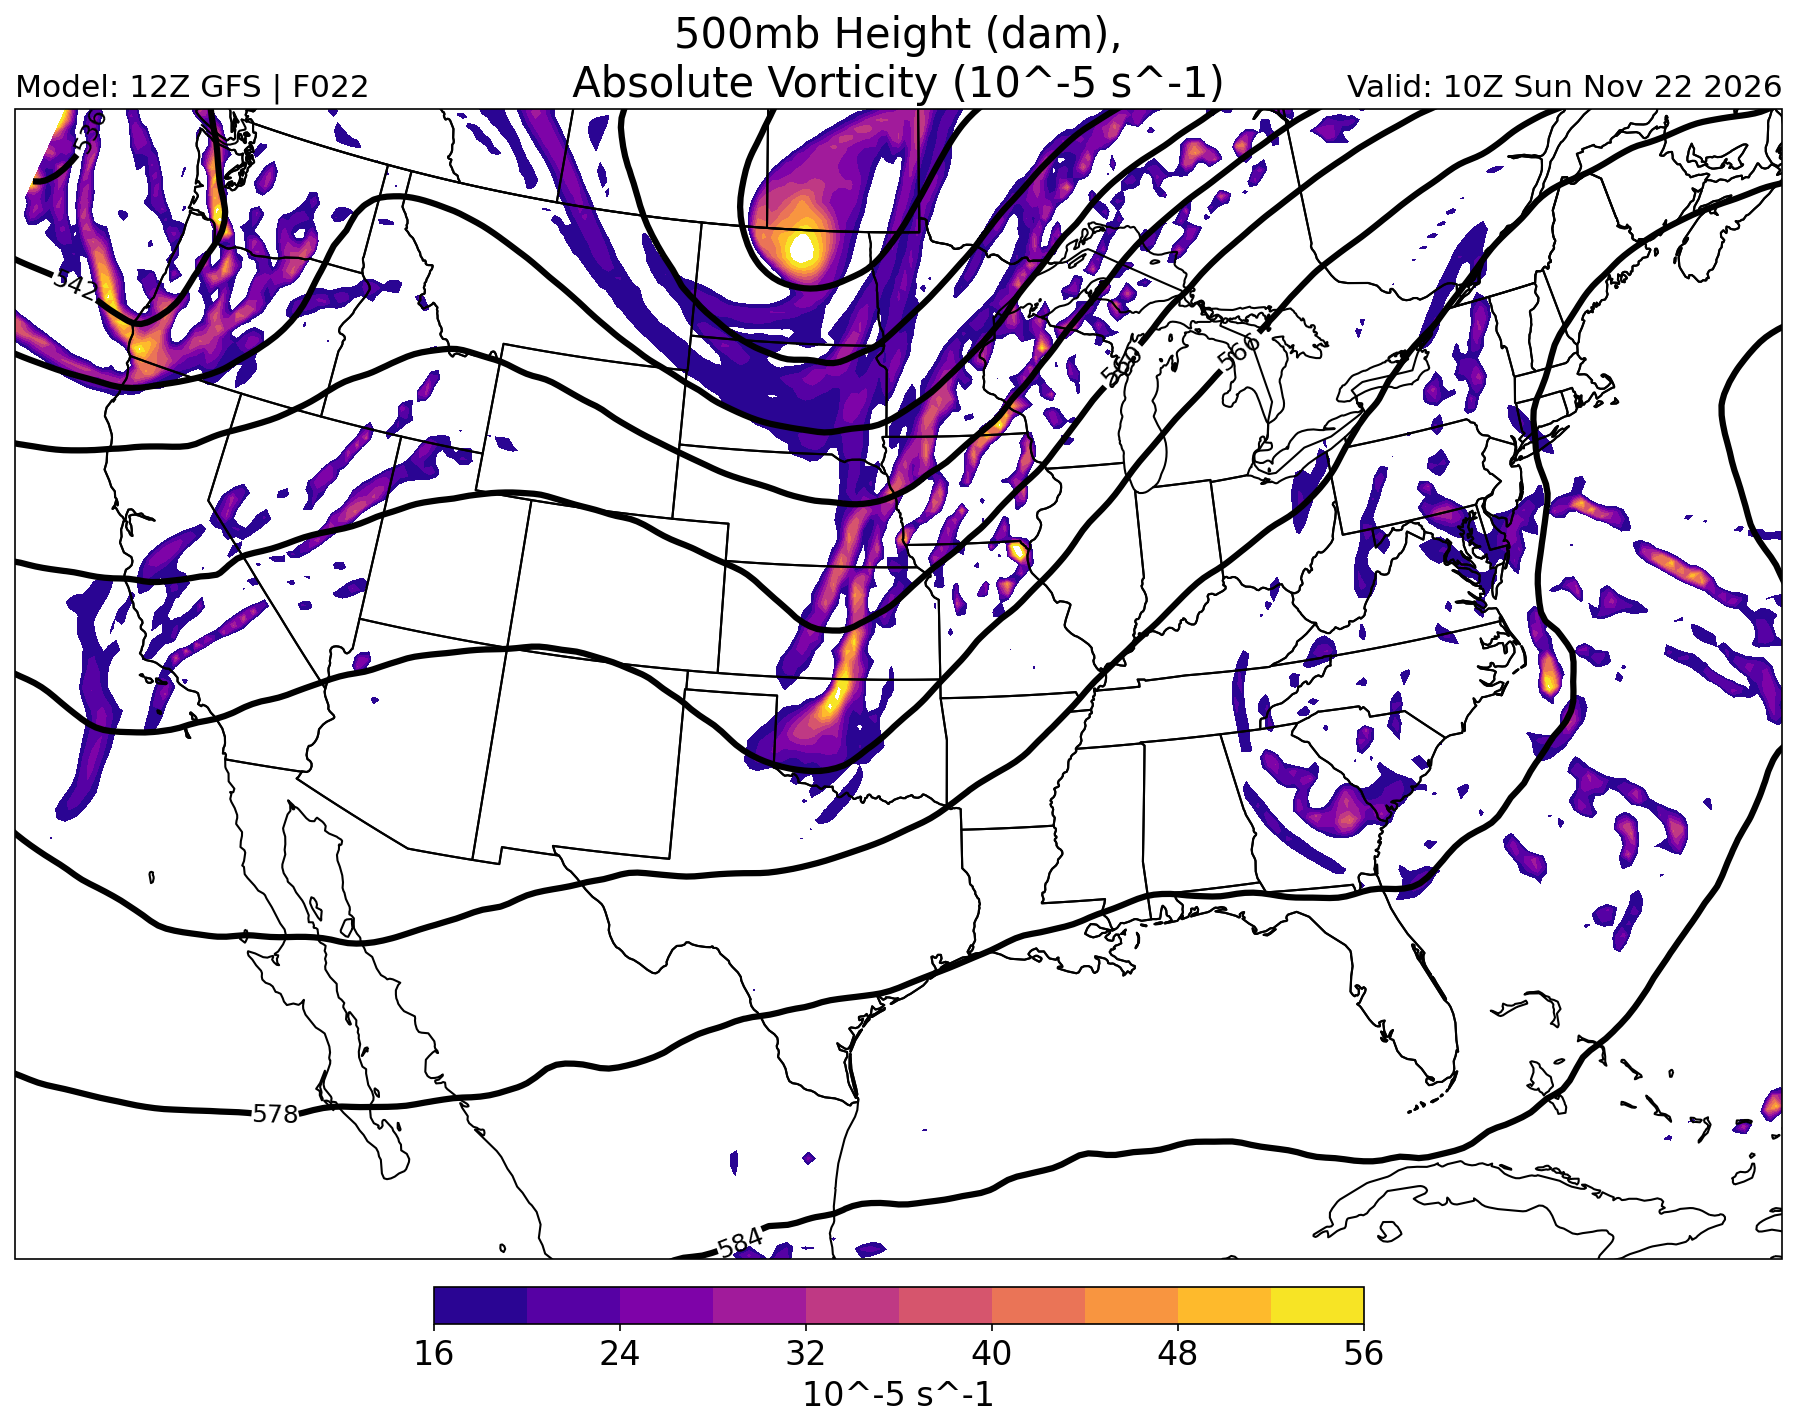 500mb Height (dam),
Absolute Vorticity (10^-5 s^-1)
Model: 12Z GFS | F022
Valid: 10Z Sun Nov 22 2026
536
542
566
578
584
16 24 32 40 48 56
10^-5 s^-1